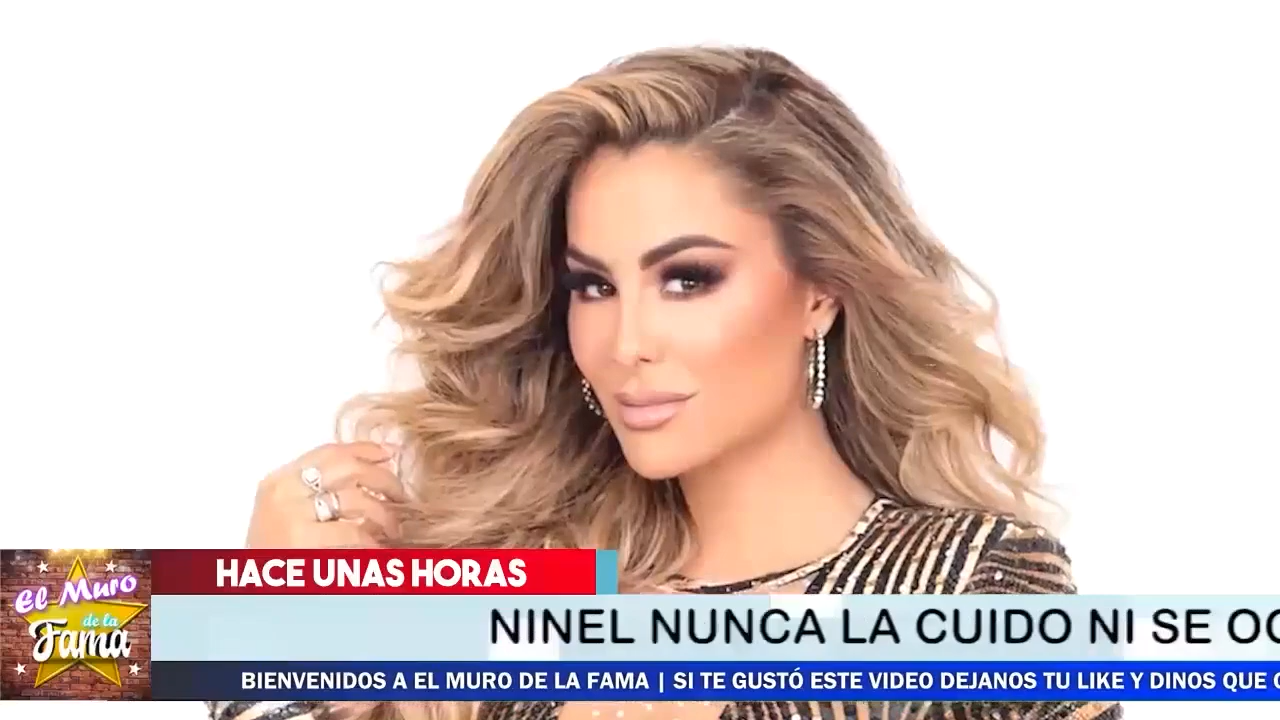 HACE UNAS HORAS
El Muro
de la
Fama
NINEL NUNCA LA CUIDO NI SE
BIENVENIDOS A EL MURO DE LA FAMA | SI TE GUSTÓ ESTE VIDEO DEJANOS TU LIKE Y DINOS QUE